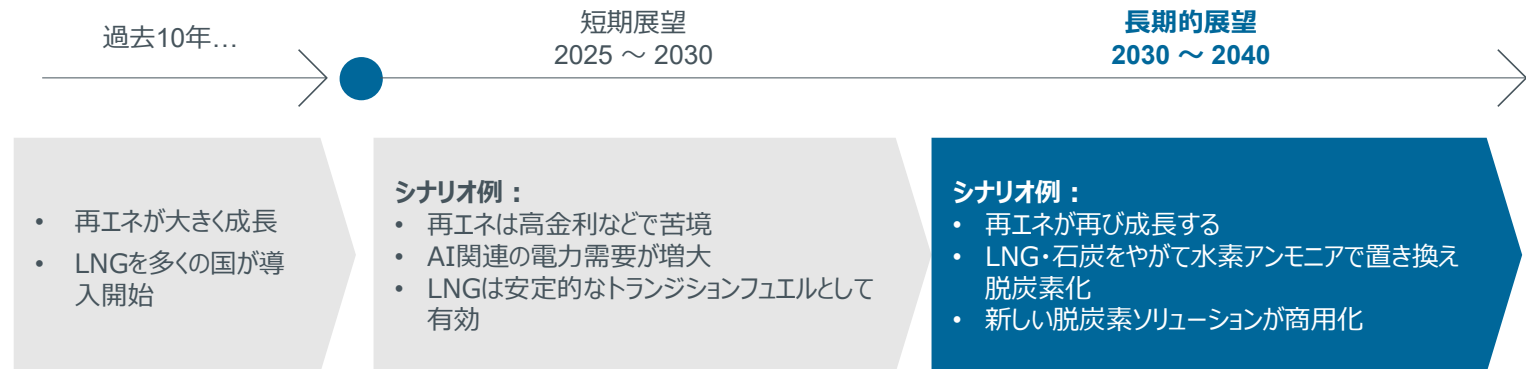 過去10年…
短期展望
2025 ～ 2030
長期的展望
2030 ～ 2040
• 再エネが大きく成長
• LNGを多くの国が導
入開始
シナリオ例：
• 再エネは高金利などで苦境
• AI関連の電力需要が増大
• LNGは安定的なトランジションフュエルとして
有効
シナリオ例：
• 再エネが再び成長する
• LNG・石炭をやがて水素アンモニアで置き換え
脱炭素化
• 新しい脱炭素ソリューションが商用化